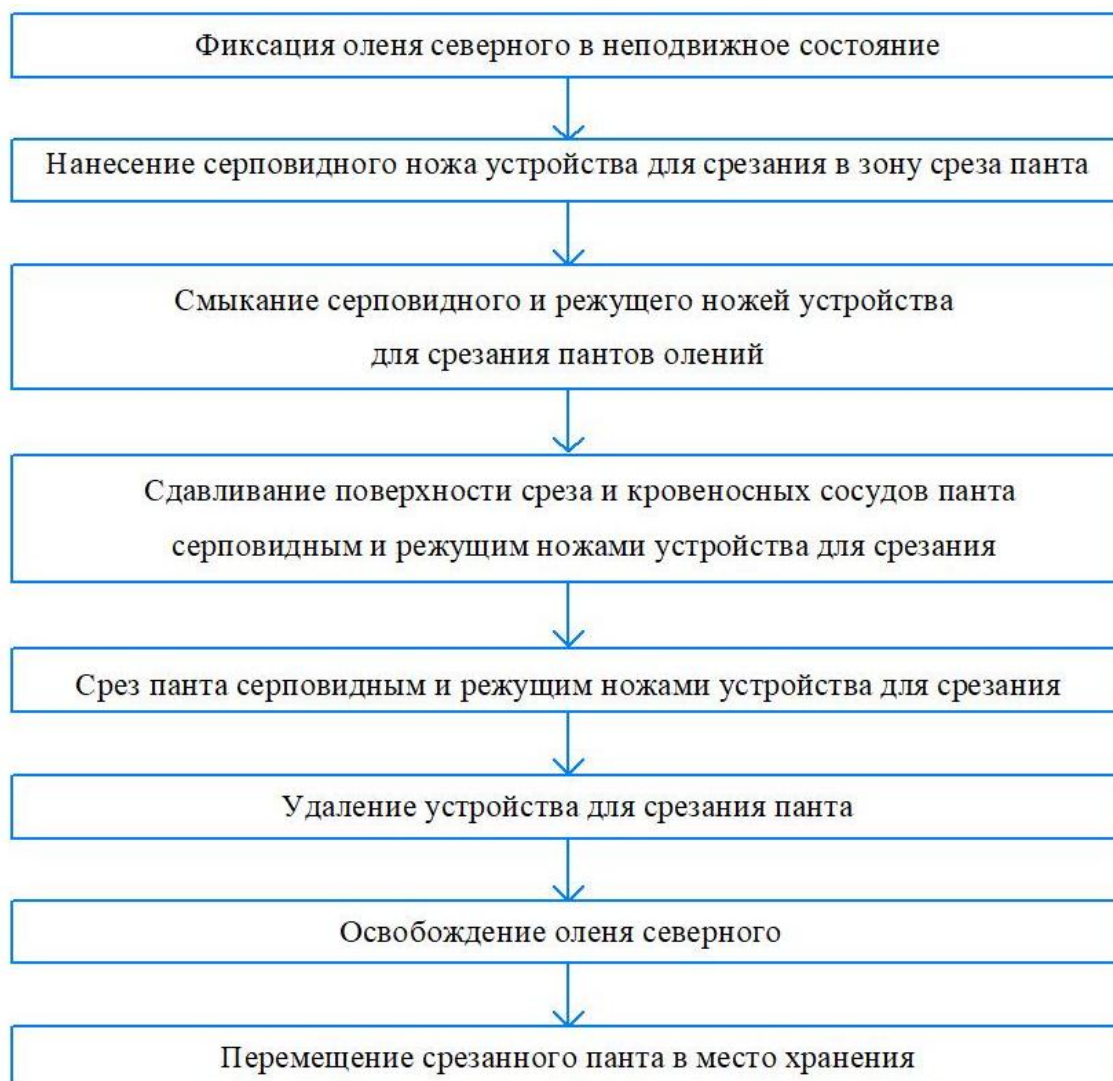 Фиксация оленя северного в неподвижное состояние
Нанесение серповидного ножа устройства для срезания в зону среза панта
Смыкание серповидного и режущего ножей устройства
для срезания пантов олений
Сдавливание поверхности среза и кровеносных сосудов панта
серповидным и режущим ножами устройства для срезания
Срез панта серповидным и режущим ножами устройства для срезания
Удаление устройства для срезания панта
Освобождение оленя северного
Перемещение срезанного панта в место хранения